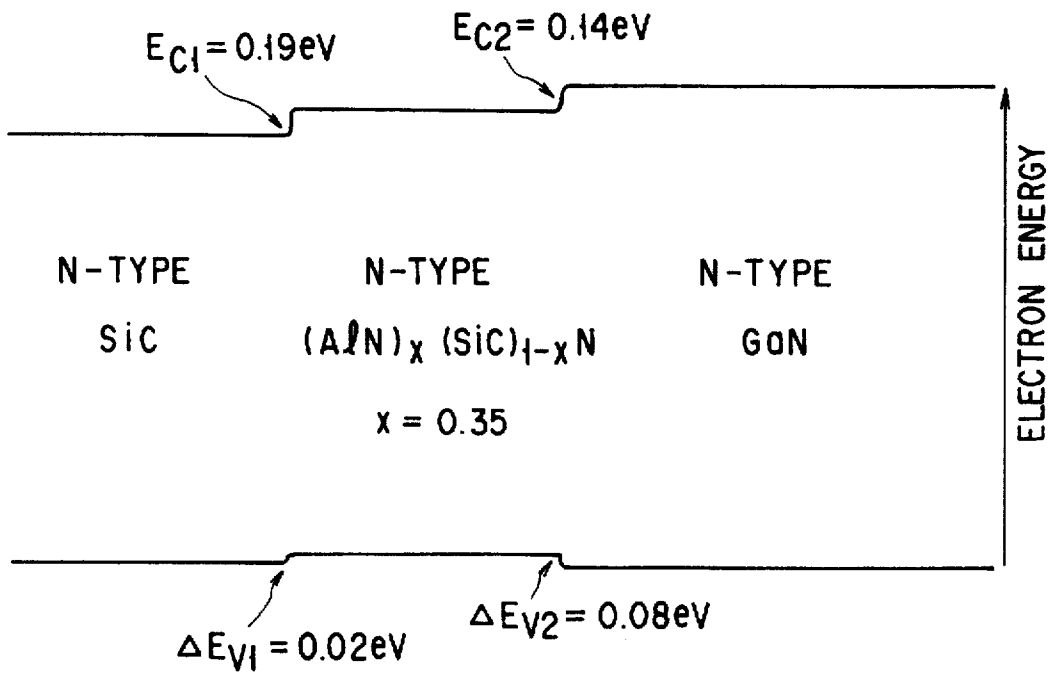 E_C1 = 0.19eV
E_C2 = 0.14eV
N-TYPE
SiC
N-TYPE
(AlN)_X (SiC)_1-X N
x = 0.35
N-TYPE
GaN
ELECTRON ENERGY
ΔE_V1 = 0.02eV
ΔE_V2 = 0.08eV